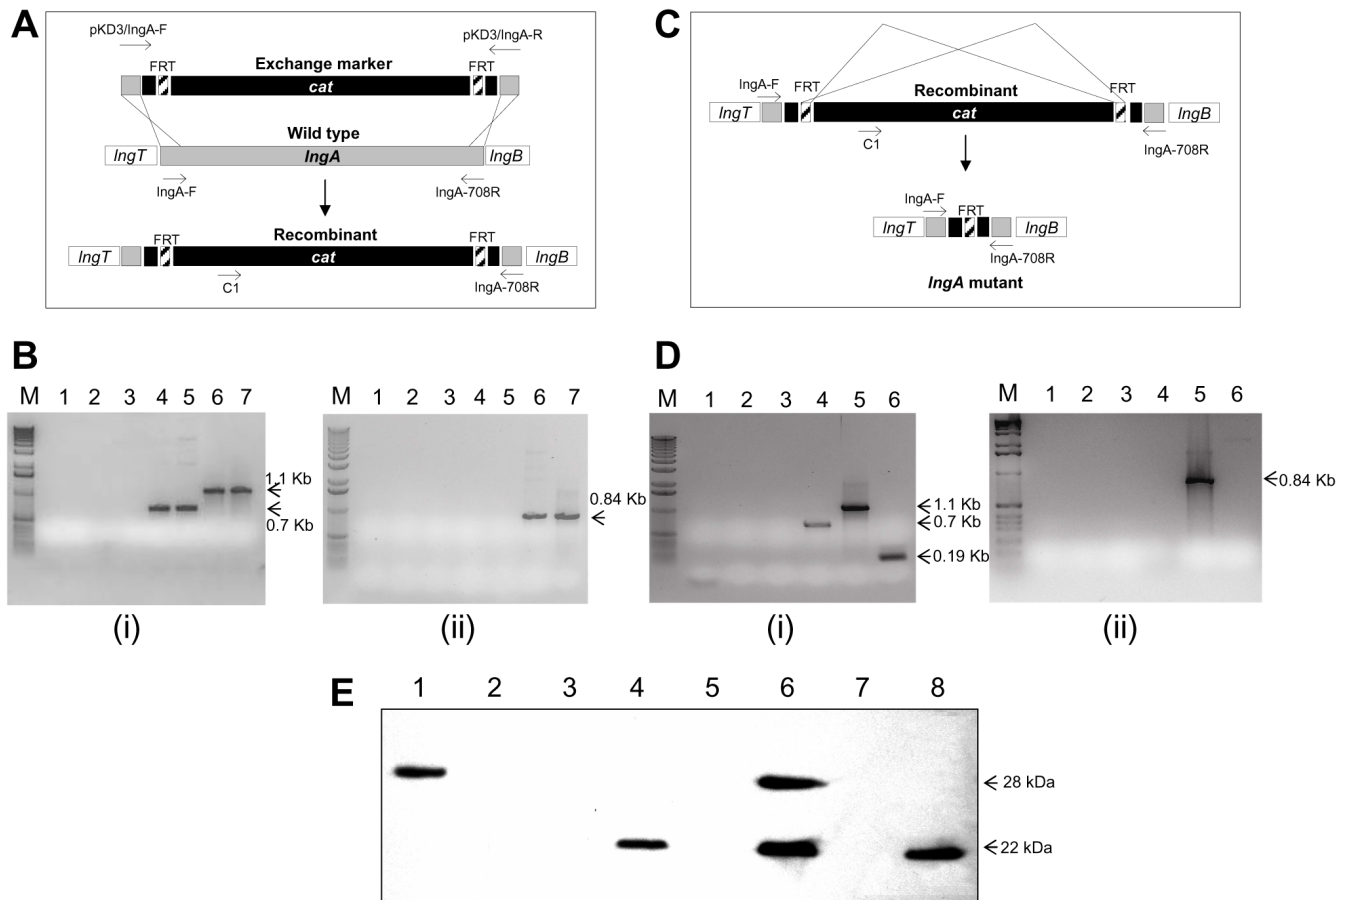 A
pKD3/lngA-F
pKD3/lngA-R
FRT
Exchange marker
FRT
cat
Wild type
lngT
lngA
lngB
lngA-F
lngA-708R
FRT
Recombinant
FRT
lngT
cat
lngB
C1
lngA-708R
C
lngA-F
FRT
Recombinant
FRT
lngT
cat
lngB
C1
lngA-708R
lngA-F
FRT
lngT
lngB
lngA-708R
lngA mutant
B
M 1 2 3 4 5 6 7
1.1 Kb
0.7 Kb
(i)
M 1 2 3 4 5 6 7
0.84 Kb
(ii)
D
M 1 2 3 4 5 6
1.1 Kb
0.7 Kb
0.19 Kb
(i)
M 1 2 3 4 5 6
0.84 Kb
(ii)
E
1 2 3 4 5 6 7 8
28 kDa
22 kDa